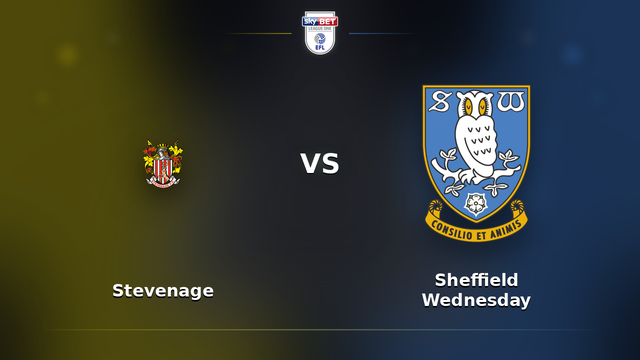 sky BET
LEAGUE ONE
EFL
S W
VS
CONSILIO ET ANIMIS
Stevenage
Sheffield
Wednesday